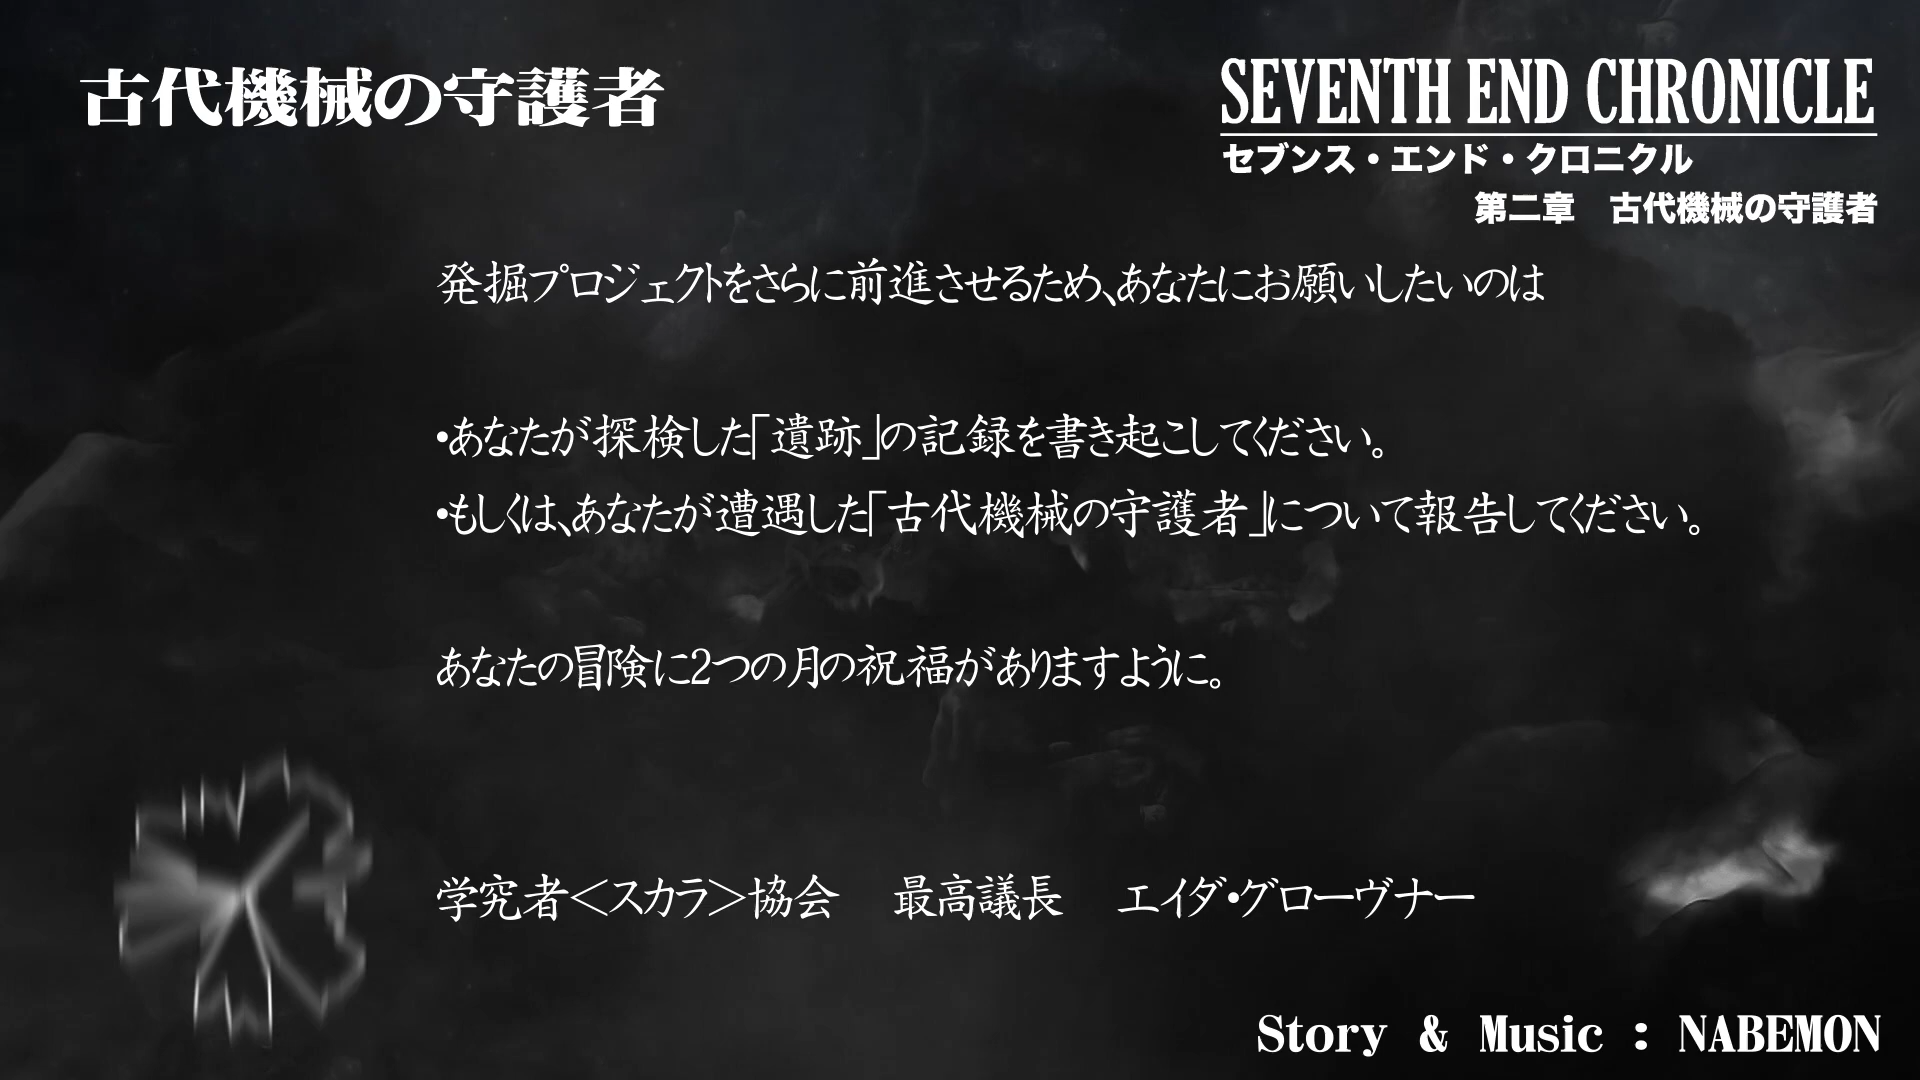 古代機械の守護者
SEVENTH END CHRONICLE
セブンス・エンド・クロニクル
第二章　古代機械の守護者
発掘プロジェクトをさらに前進させるため、あなたにお願いしたいのは
・あなたが探検した「遺跡」の記録を書き起こしてください。
・もしくは、あなたが遭遇した「古代機械の守護者」について報告してください。
あなたの冒険に2つの月の祝福がありますように。
学究者＜スカラ＞協会　最高議長　エイダ・グローヴナー
Story & Music : NABEMON